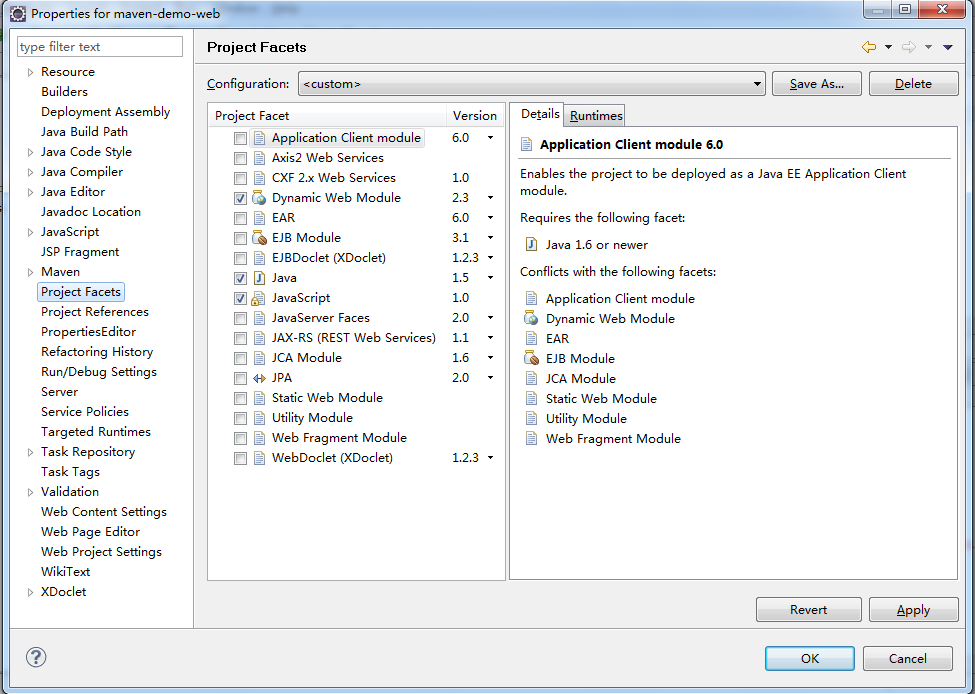 Properties for maven-demo-web
type filter text
Resource
Builders
Deployment Assembly
Java Build Path
Java Code Style
Java Compiler
Java Editor
Javadoc Location
JavaScript
JSP Fragment
Maven
Project Facets
Project References
PropertiesEditor
Refactoring History
Run/Debug Settings
Server
Service Policies
Targeted Runtimes
Task Repository
Task Tags
Validation
Web Content Settings
Web Page Editor
Web Project Settings
WikiText
XDoclet
Project Facets
Configuration: <custom> Save As... Delete
Project Facet Version
Application Client module 6.0
Axis2 Web Services
CXF 2.x Web Services 1.0
Dynamic Web Module 2.3
EAR 6.0
EJB Module 3.1
EJBDoclet (XDoclet) 1.2.3
Java 1.5
JavaScript 1.0
JavaServer Faces 2.0
JAX-RS (REST Web Services) 1.1
JCA Module 1.6
JPA 2.0
Static Web Module
Utility Module
Web Fragment Module
WebDoclet (XDoclet) 1.2.3
Details Runtimes
Application Client module 6.0
Enables the project to be deployed as a Java EE Application Client
module.
Requires the following facet:
Java 1.6 or newer
Conflicts with the following facets:
Application Client module
Dynamic Web Module
EAR
EJB Module
JCA Module
Static Web Module
Utility Module
Web Fragment Module
Revert Apply
? OK Cancel